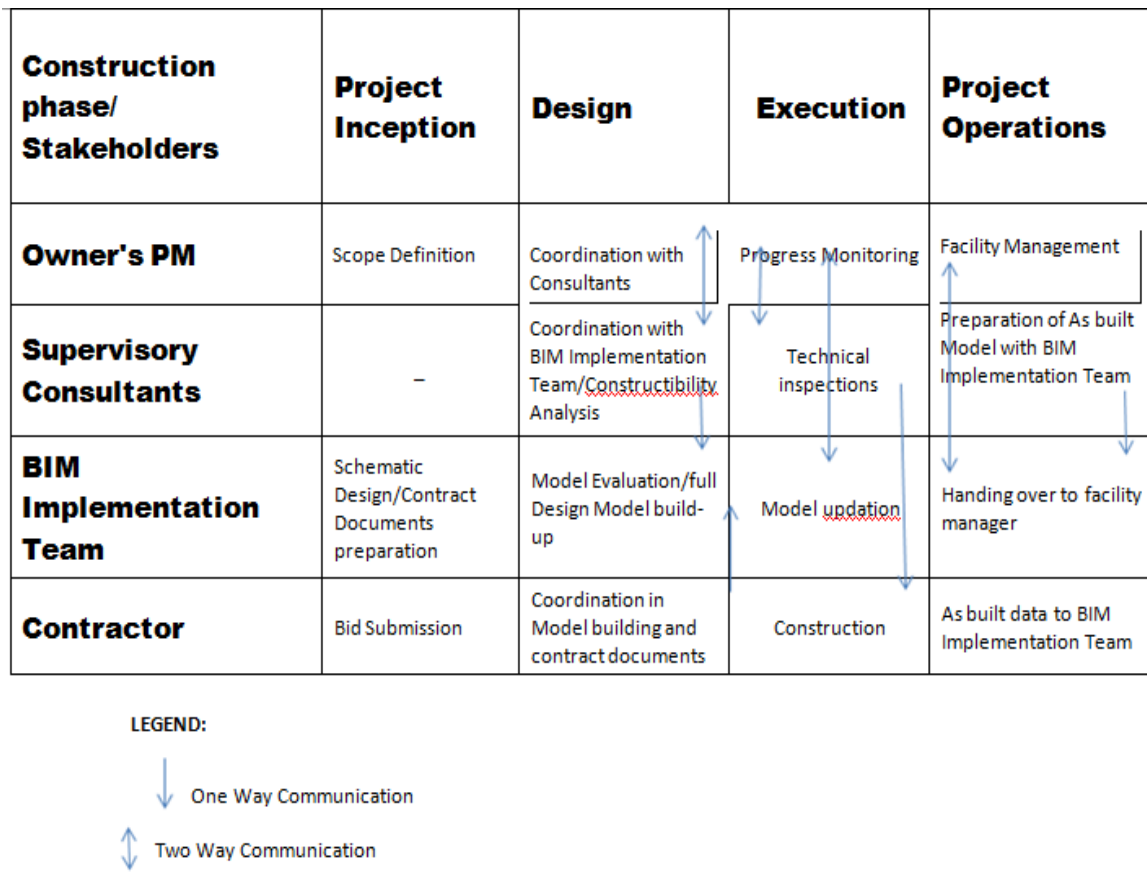 Construction
phase/
Stakeholders
Project
Inception
Design
Execution
Project
Operations
Owner's PM
Scope Definition
Coordination with
Consultants
Progress Monitoring
Facility Management
Supervisory
Consultants
–
Coordination with
BIM Implementation
Team/Constructibility
Analysis
Technical
inspections
Preparation of As built
Model with BIM
Implementation Team
BIM
Implementation
Team
Schematic
Design/Contract
Documents
preparation
Model Evaluation/full
Design Model build-
up
Model updation
Handing over to facility
manager
Contractor
Bid Submission
Coordination in
Model building and
contract documents
Construction
As built data to BIM
Implementation Team
LEGEND:
One Way Communication
Two Way Communication